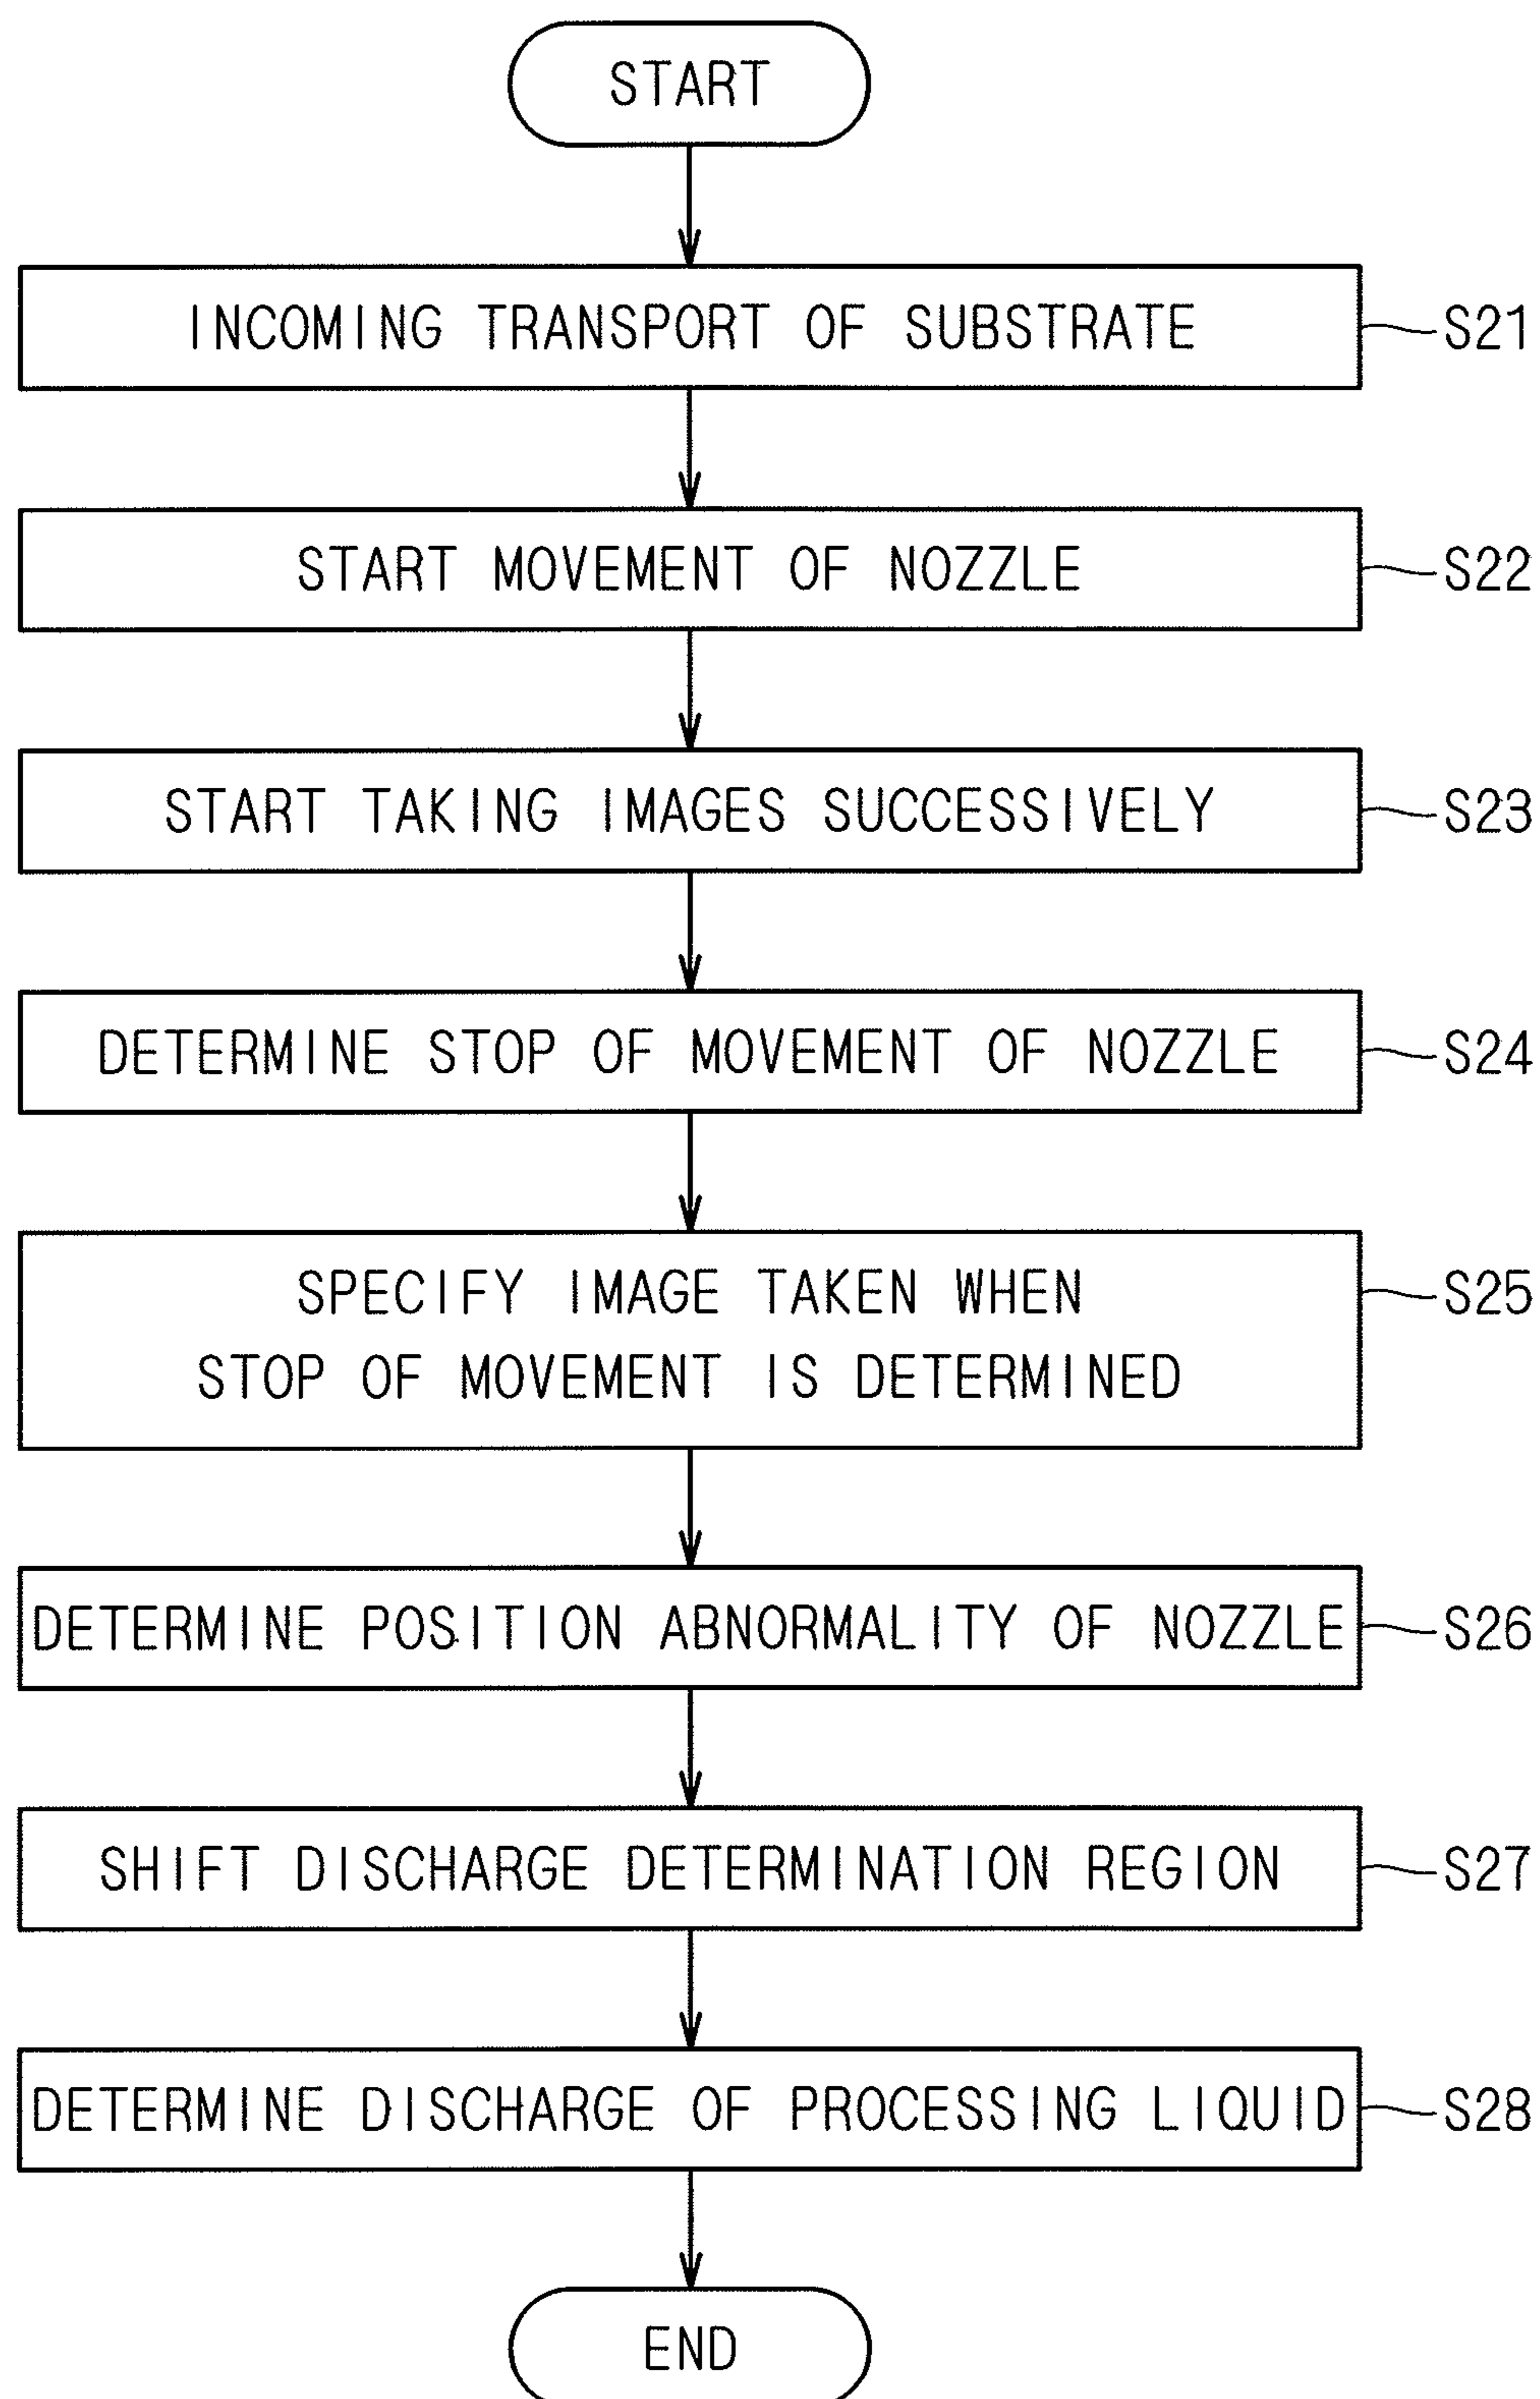 START
INCOMING TRANSPORT OF SUBSTRATE S21
START MOVEMENT OF NOZZLE S22
START TAKING IMAGES SUCCESSIVELY S23
DETERMINE STOP OF MOVEMENT OF NOZZLE S24
SPECIFY IMAGE TAKEN WHEN S25
STOP OF MOVEMENT IS DETERMINED
DETERMINE POSITION ABNORMALITY OF NOZZLE S26
SHIFT DISCHARGE DETERMINATION REGION S27
DETERMINE DISCHARGE OF PROCESSING LIQUID S28
END